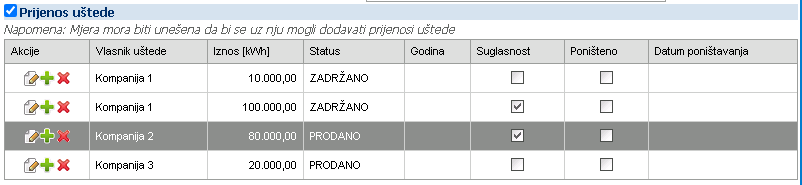 Prijenos uštede
Napomena: Mjera mora biti unešena da bi se uz nju mogli dodavati prijenosi uštede
Akcije Vlasnik uštede Iznos [kWh] Status Godina Suglasnost Poništeno Datum poništavanja
Kompanija 1 10.000,00 ZADRŽANO
Kompanija 1 100.000,00 ZADRŽANO
Kompanija 2 80.000,00 PRODANO
Kompanija 3 20.000,00 PRODANO